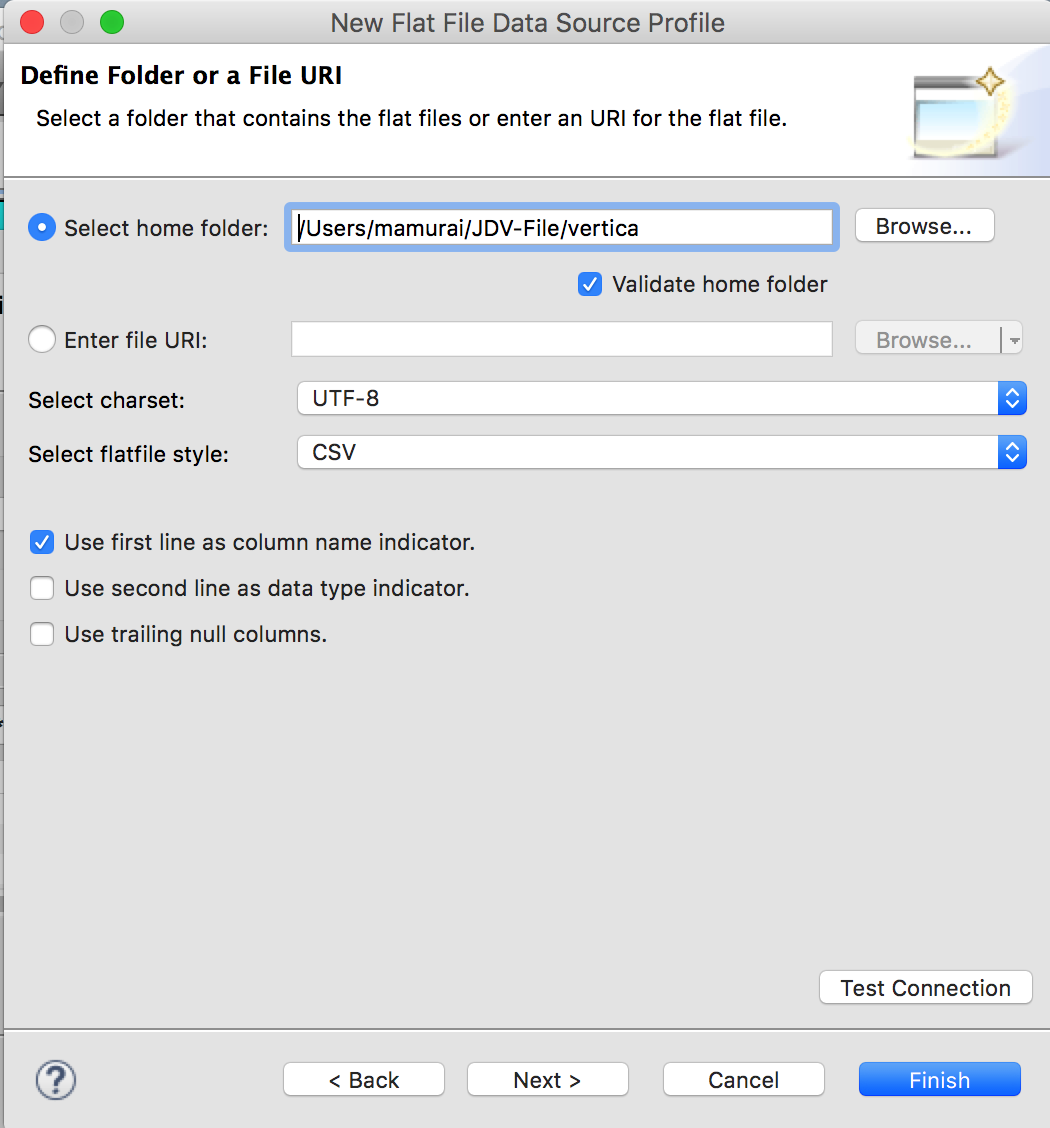 New Flat File Data Source Profile
Define Folder or a File URI
Select a folder that contains the flat files or enter an URI for the flat file.
Select home folder: /Users/mamurai/JDV-File/vertica Browse...
Validate home folder
Enter file URI: Browse...
Select charset: UTF-8
Select flatfile style: CSV
Use first line as column name indicator.
Use second line as data type indicator.
Use trailing null columns.
Test Connection
? < Back Next > Cancel Finish